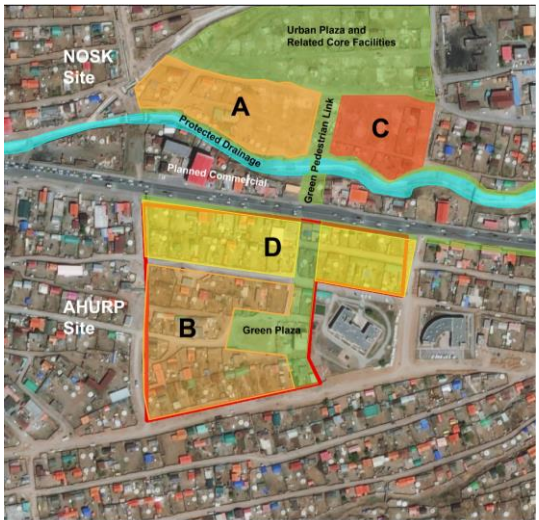 Urban Plaza and
Related Core Facilities
NOSK
Site
A
C
Protected Drainage
Green Pedestrian Link
Planned Commercial
D
AHURP
Site
B
Green Plaza